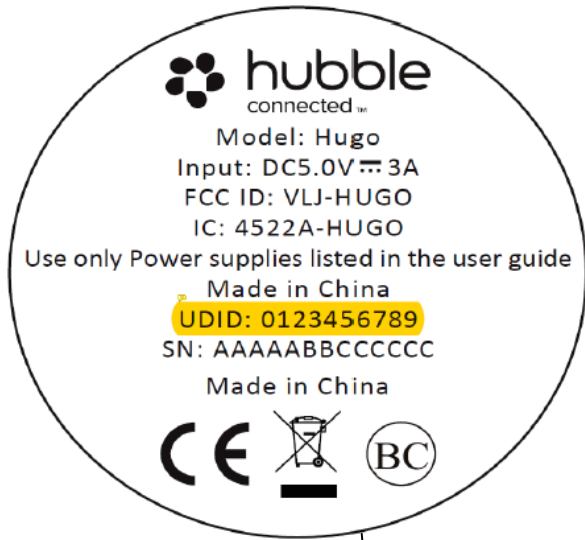 hubble
connected ™
Model: Hugo
Input: DC5.0V ⎓ 3A
FCC ID: VLJ-HUGO
IC: 4522A-HUGO
Use only Power supplies listed in the user guide
Made in China
UDID: 0123456789
SN: AAAAABBCCCCCC
Made in China
CE BC